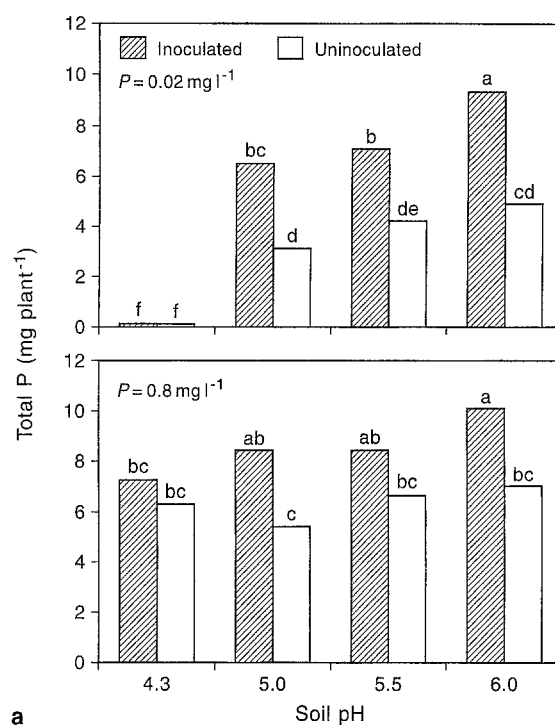 12
Inoculated Uninoculated
P = 0.02 mg l⁻¹
a
10
8
b
bc
6
cd
de
4
d
2
f f
0
Total P (mg plant⁻¹)
12
P = 0.8 mg l⁻¹
a
10
ab ab
8
bc
bc
bc
bc
6
c
4
2
0
4.3 5.0 5.5 6.0
a
Soil pH